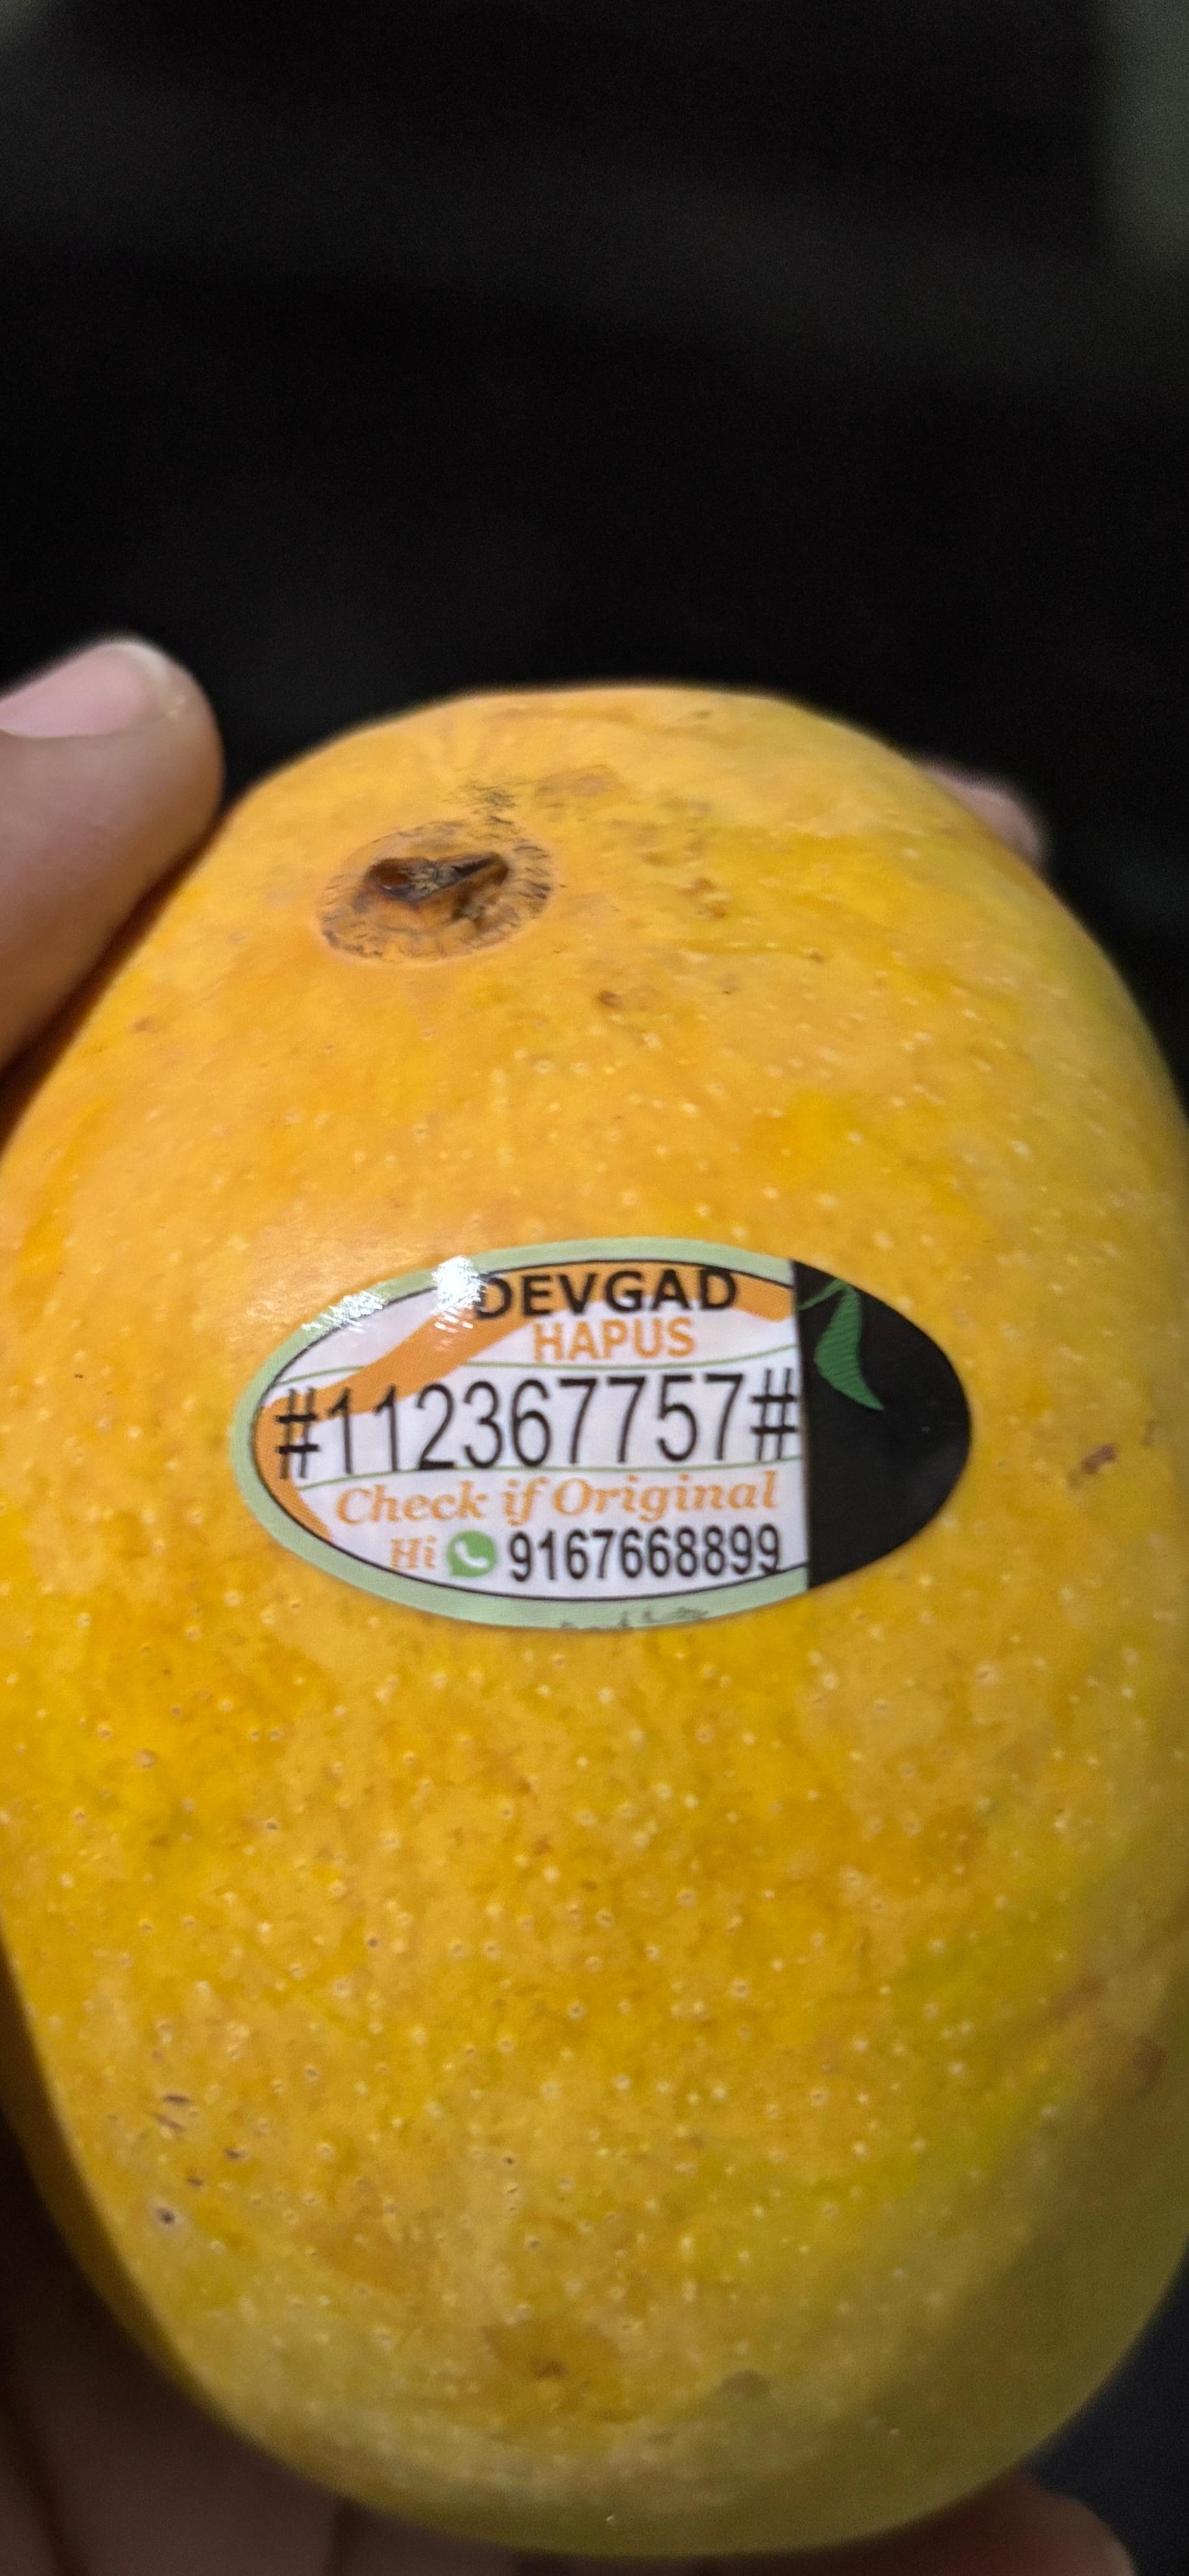 DEVGAD
HAPUS
#112367757#
Check if Original
Hi 9167668899